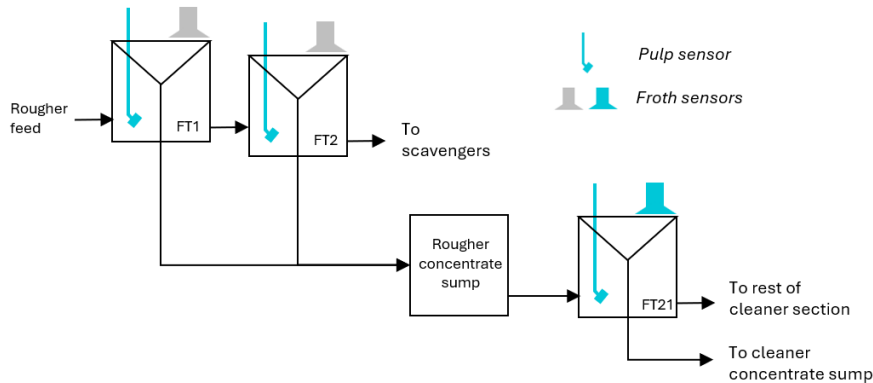 Pulp sensor
Froth sensors
Rougher
feed
FT1
FT2
To
scavengers
Rougher
concentrate
sump
FT21
To rest of
cleaner section
To cleaner
concentrate sump